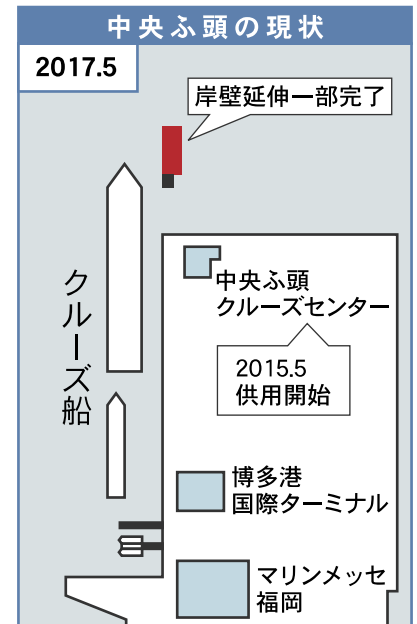 中央ふ頭の現状
2017.5
岸壁延伸一部完了
中央ふ頭
クルーズセンター
2015.5
供用開始
クルーズ船
博多港
国際ターミナル
マリンメッセ
福岡